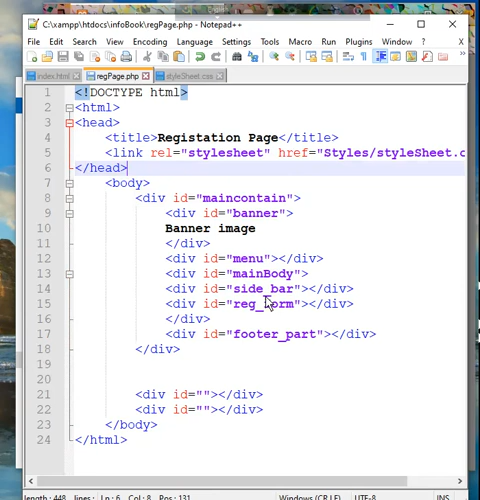 C:\xampp\htdocs\infoBook\regPage.php - Notepad++
File Edit Search View Encoding Language Settings Tools Macro Run Plugins Window ?
index.html regPage.php styleSheet.css
1 <!DOCTYPE html>
2 <html>
3 <head>
4 <title>Registation Page</title>
5 <link rel="stylesheet" href="Styles/styleSheet.c
6 </head>
7 <body>
8 <div id="maincontain">
9 <div id="banner">
10 Banner image
11 </div>
12 <div id="menu"></div>
13 <div id="mainBody">
14 <div id="side_bar"></div>
15 <div id="reg_form"></div>
16 </div>
17 <div id="footer_part"></div>
18 </div>
19
20
21 <div id=""></div>
22 <div id=""></div>
23 </body>
24 </html>
length : 448 lines : Ln : 6 Col : 8 Pos : 131 Windows (CR LF) UTF-8 INS